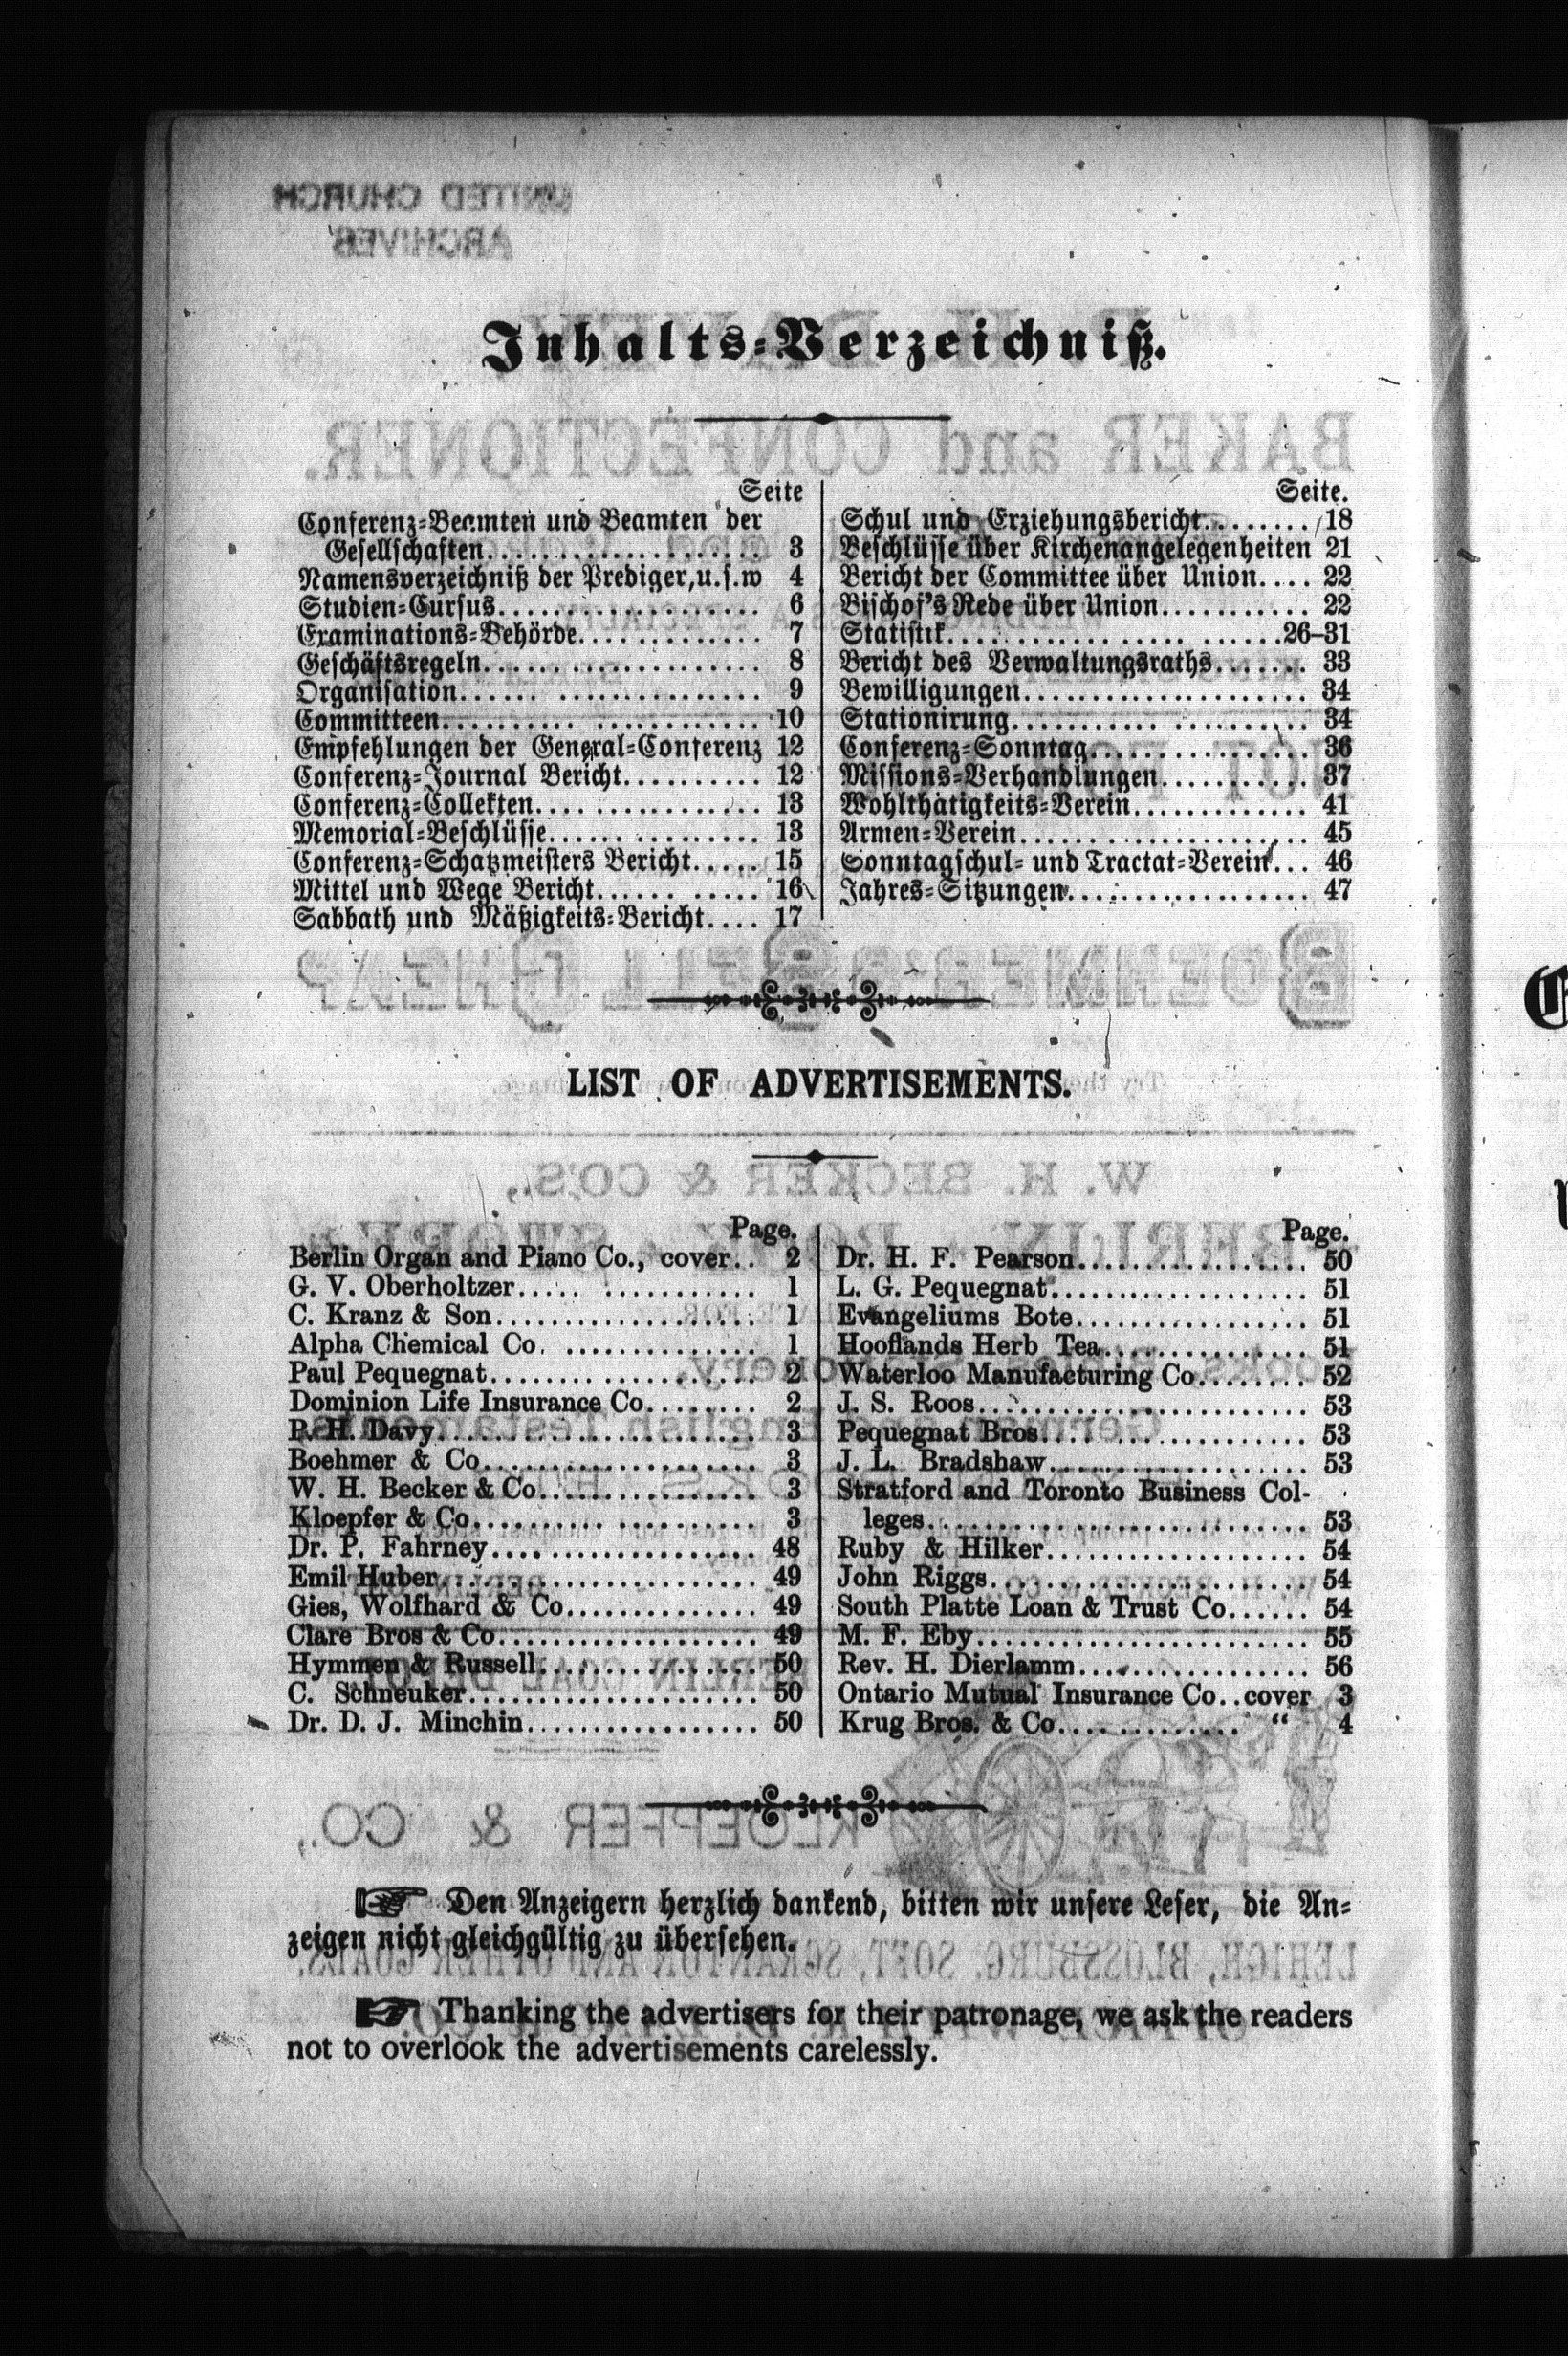 UNITED CHURCH
ARCHIVES
Inhalts-Verzeichniß.
Seite
Conferenz-Beamten und Beamten der
Gesellschaften.................... 3
Namensverzeichniß der Prediger,u.s.w 4
Studien-Cursus.................... 6
Examinations-Behörde.............. 7
Geschäftsregeln................... 8
Organisation...................... 9
Committeen........................ 10
Empfehlungen der General-Conferenz 12
Conferenz-Journal Bericht.......... 12
Conferenz-Collekten................ 13
Memorial-Beschlüsse............... 13
Conferenz-Schatzmeisters Bericht..... 15
Mittel und Wege Bericht............ 16
Sabbath und Mäßigkeits-Bericht.... 17
Seite.
Schul und Erziehungsbericht........ 18
Beschlüsse über Kirchenangelegenheiten 21
Bericht der Committee über Union.... 22
Bischof's Rede über Union........... 22
Statistik........................26-31
Bericht des Verwaltungsraths....... 33
Bewilligungen..................... 34
Stationirung...................... 34
Conferenz-Sonntag................ 36
Missions-Verhandlungen........... 37
Wohlthätigkeits-Verein............. 41
Armen-Verein..................... 45
Sonntagschul- und Tractat-Verein... 46
Jahres-Sitzungen.................. 47
LIST OF ADVERTISEMENTS.
Page.
Berlin Organ and Piano Co., cover.. 2
G. V. Oberholtzer................ 1
C. Kranz & Son................... 1
Alpha Chemical Co. .............. 1
Paul Pequegnat................... 2
Dominion Life Insurance Co........ 2
P. H. Davy....................... 3
Boehmer & Co.................... 3
W. H. Becker & Co................ 3
Kloepfer & Co.................... 3
Dr. P. Fahrney................... 48
Emil Huber....................... 49
Gies, Wolfhard & Co.............. 49
Clare Bros & Co................... 49
Hymmen & Russell................ 50
C. Schneuker..................... 50
Dr. D. J. Minchin................. 50
Page.
Dr. H. F. Pearson................. 50
L. G. Pequegnat................... 51
Evangeliums Bote................. 51
Hooflands Herb Tea............... 51
Waterloo Manufacturing Co........ 52
J. S. Roos........................ 53
Pequegnat Bros................... 53
J. L. Bradshaw................... 53
Stratford and Toronto Business Col-
leges............................ 53
Ruby & Hilker................... 54
John Riggs....................... 54
South Platte Loan & Trust Co...... 54
M. F. Eby........................ 55
Rev. H. Dierlamm................. 56
Ontario Mutual Insurance Co..cover 3
Krug Bros. & Co.............. “ 4
☞ Den Anzeigern herzlich dankend, bitten wir unsere Leser, die An-
zeigen nicht gleichgültig zu übersehen.
☞ Thanking the advertisers for their patronage, we ask the readers
not to overlook the advertisements carelessly.